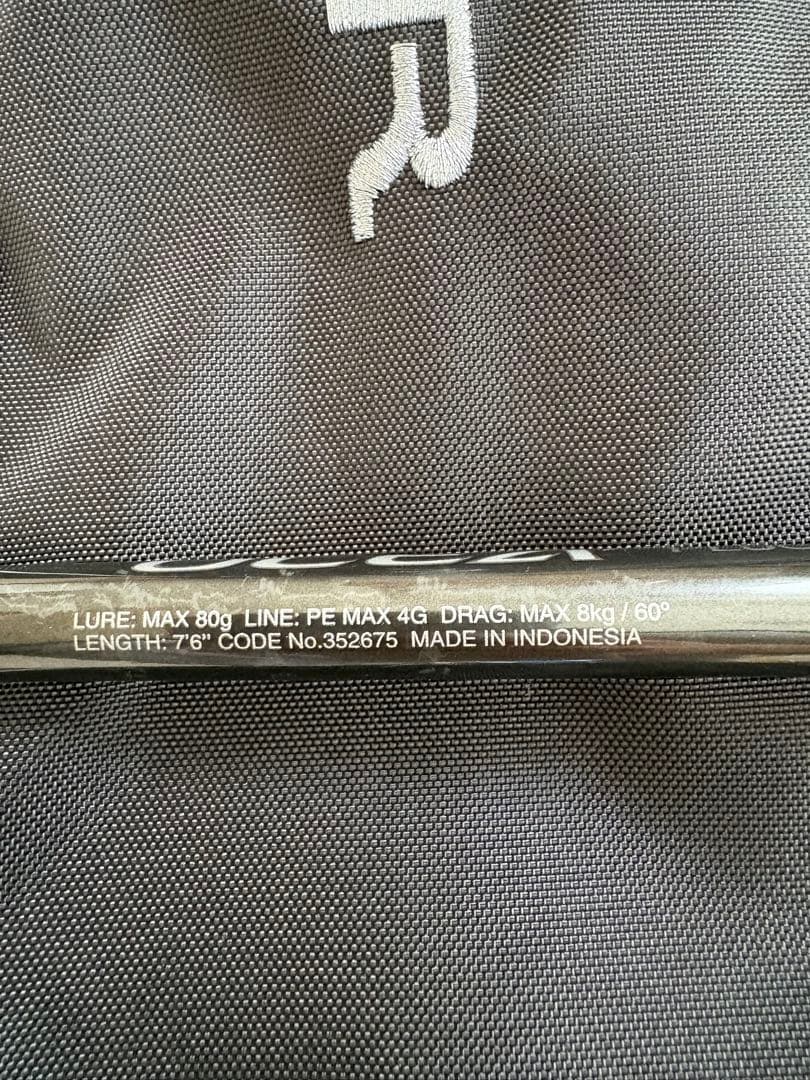 R
LURE: MAX 80g LINE: PE MAX 4G DRAG: MAX 8kg / 60º
LENGTH: 7'6" CODE No.352675 MADE IN INDONESIA